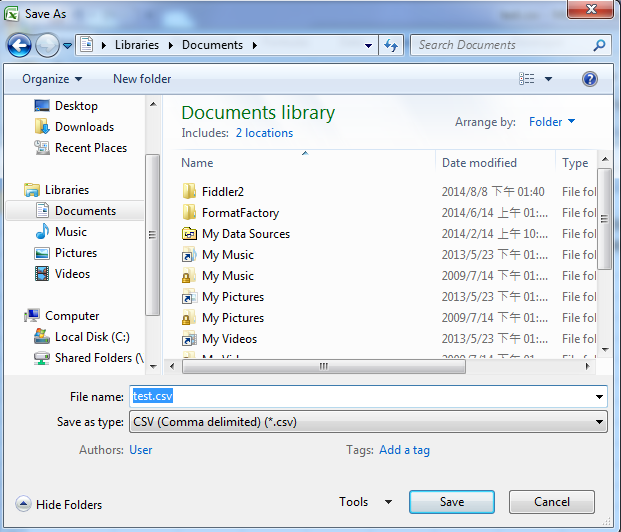 Save As
Libraries Documents
Search Documents
Organize New folder
Desktop
Downloads
Recent Places
Libraries
Documents
Music
Pictures
Videos
Computer
Local Disk (C:)
Shared Folders (\
Documents library
Includes: 2 locations
Arrange by: Folder
Name Date modified Type
Fiddler2 2014/8/8 下午 01:40 File fol
FormatFactory 2014/6/14 上午 01:... File fol
My Data Sources 2014/2/14 上午 10:... File fol
My Music 2013/5/23 下午 01:... File fol
My Music 2009/7/14 下午 01:... File fol
My Pictures 2013/5/23 下午 01:... File fol
My Pictures 2009/7/14 下午 01:... File fol
My Videos 2013/5/23 下午 01:... File fol
File name: test.csv
Save as type: CSV (Comma delimited) (*.csv)
Authors: User Tags: Add a tag
Hide Folders Tools Save Cancel